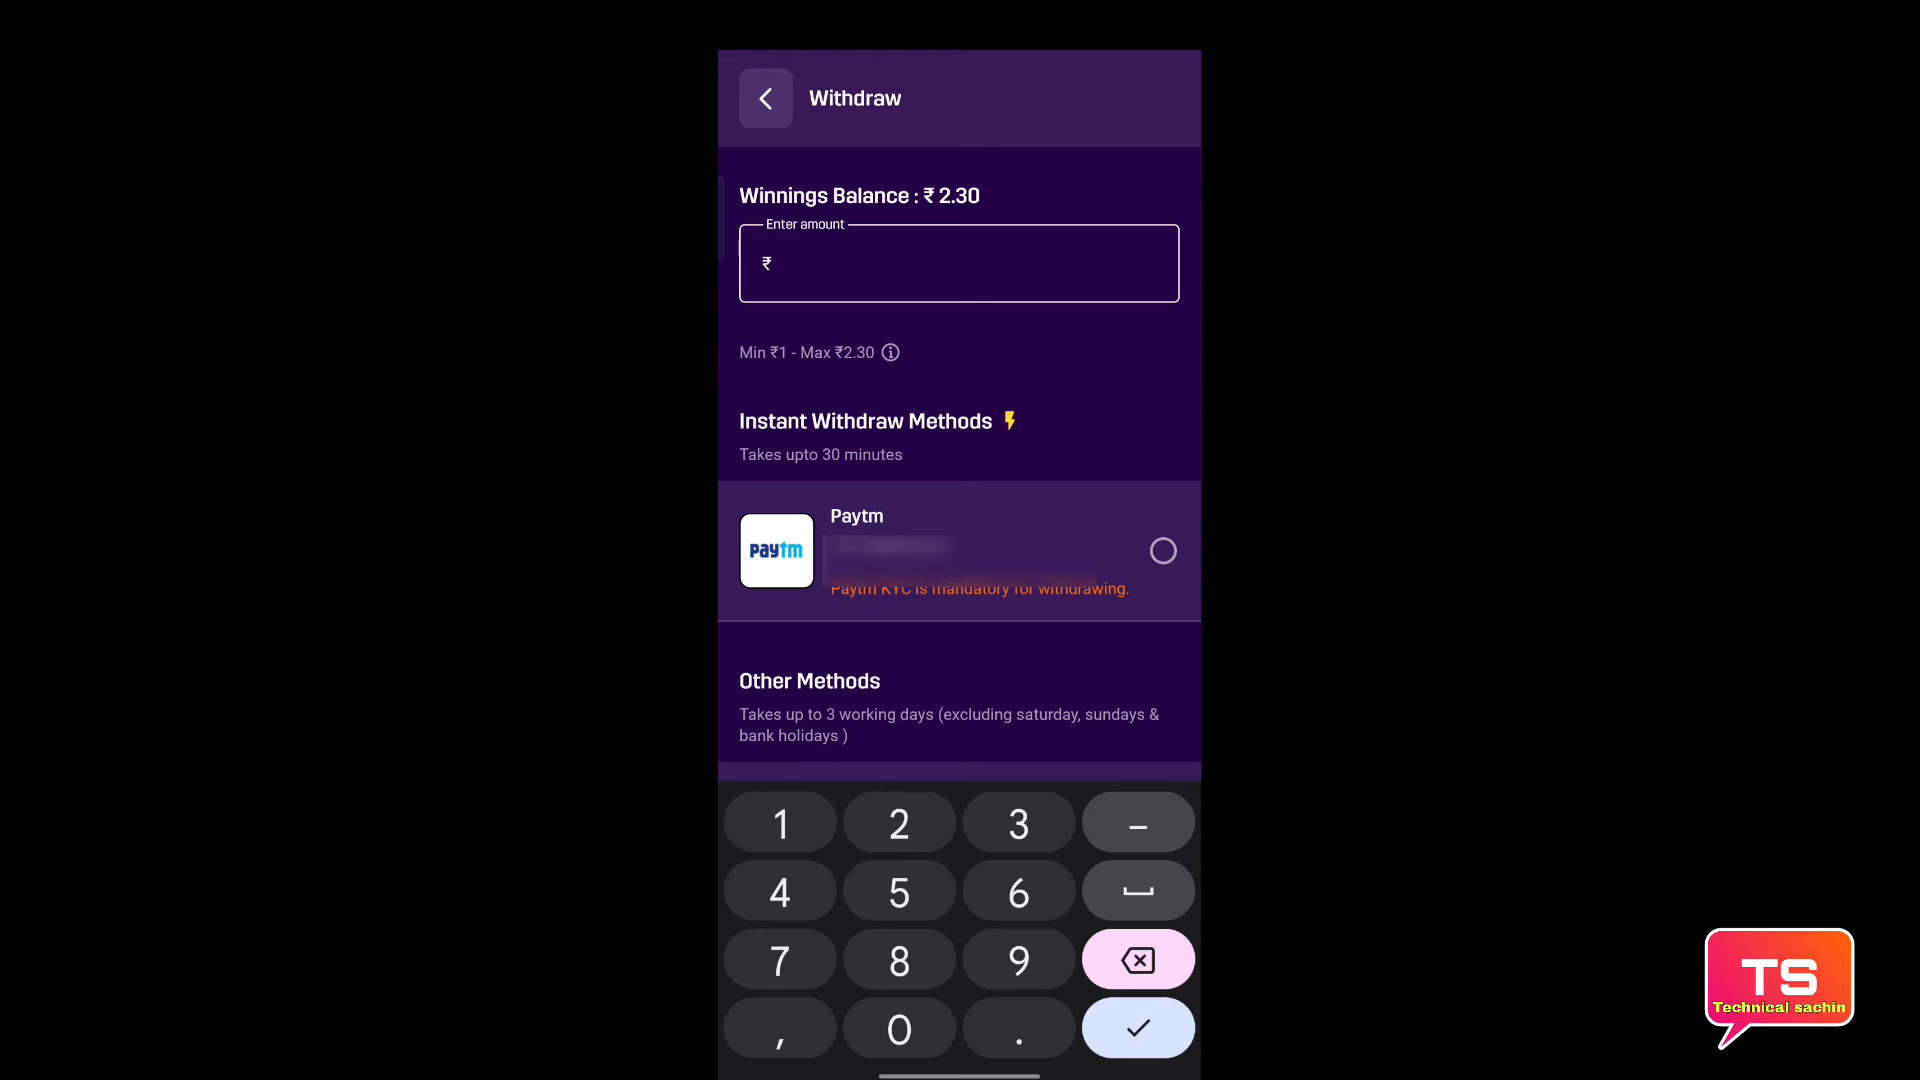 Withdraw
Winnings Balance : ₹ 2.30
Enter amount
₹
Min ₹1 - Max ₹2.30
Instant Withdraw Methods
Takes upto 30 minutes
Paytm
paytm
Paytm KYC is mandatory for withdrawing.
Other Methods
Takes up to 3 working days (excluding saturday, sundays &
bank holidays )
1 2 3 –
4 5 6
7 8 9
, 0 .
TS
Technical sachin